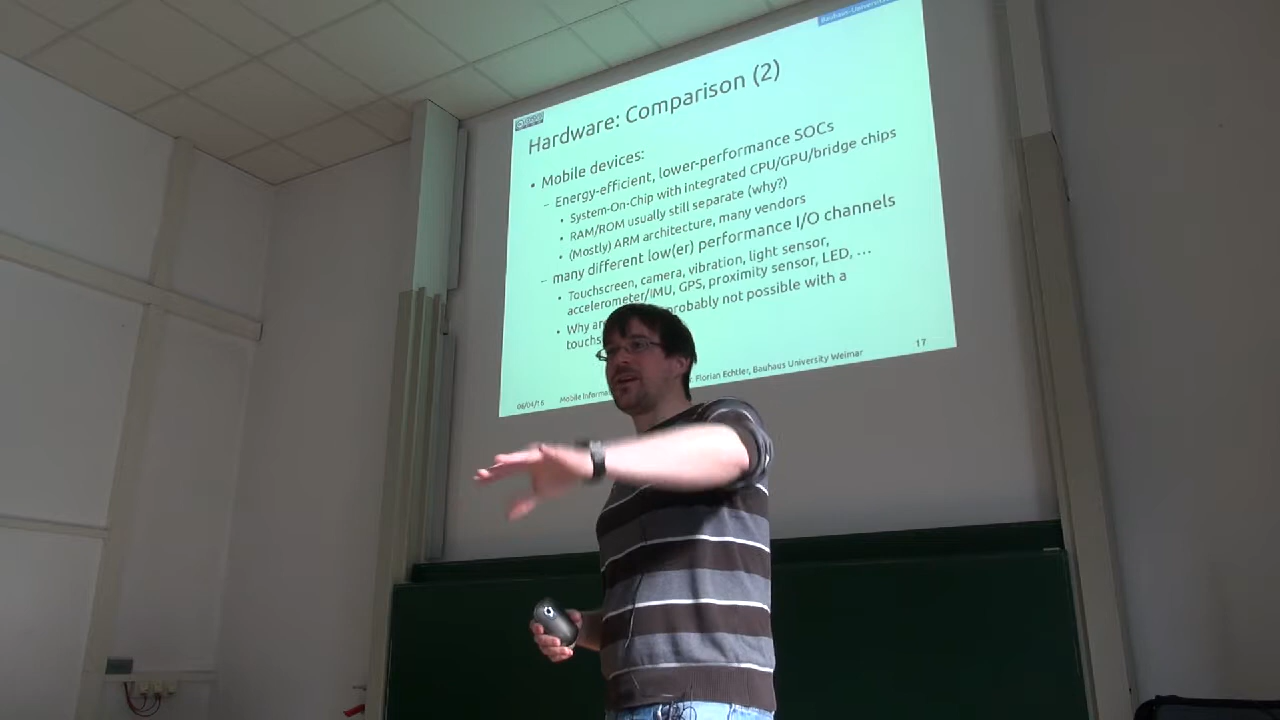 Bauhaus-Universität
Hardware: Comparison (2)
• Mobile devices:
– Energy-efficient, lower-performance SOCs
• System-On-Chip with integrated CPU/GPU/bridge chips
• RAM/ROM usually still separate (why?)
• (Mostly) ARM architecture, many vendors
– many different low(er) performance I/O channels
• Touchscreen, camera, vibration, light sensor,
accelerometer/IMU, GPS, proximity sensor, LED, …
• Why probably not possible with a
06/04/16 Mobile Florian Echtler, Bauhaus University Weimar 17